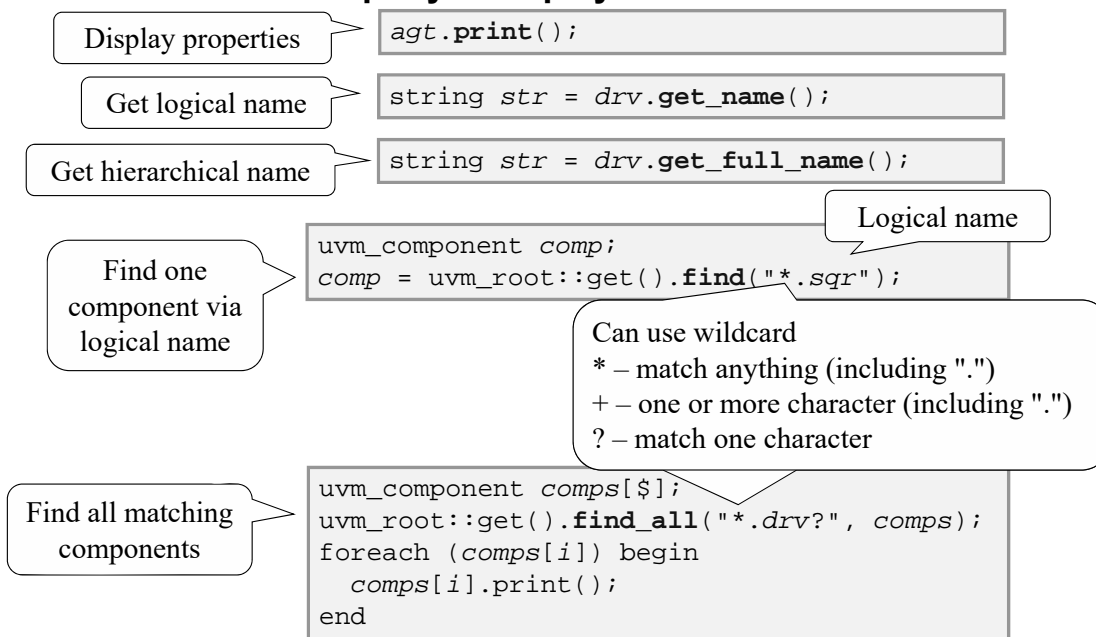 Display properties
agt.print();
Get logical name
string str = drv.get_name();
Get hierarchical name
string str = drv.get_full_name();
Logical name
Find one
component via
logical name
uvm_component comp;
comp = uvm_root::get().find("*.sqr");
Can use wildcard
* – match anything (including ".")
+ – one or more character (including ".")
? – match one character
Find all matching
components
uvm_component comps[$];
uvm_root::get().find_all("*.drv?", comps);
foreach (comps[i]) begin
  comps[i].print();
end